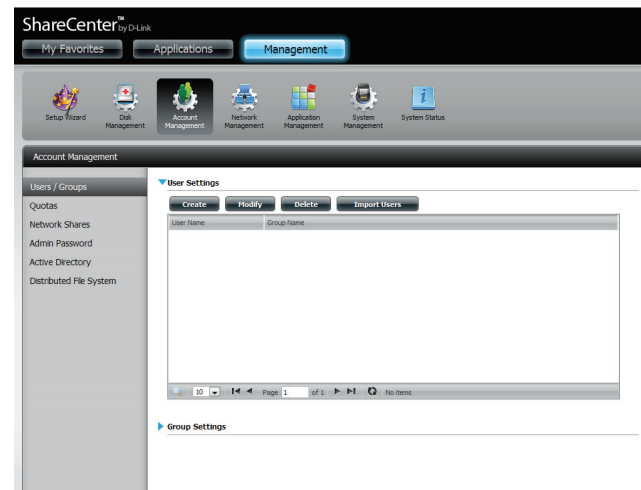 ShareCenter™ by D-Link
My Favorites Applications Management
Setup Wizard Disk Management Account Management Network Management Application Management System Management System Status
Account Management
Users / Groups
Quotas
Network Shares
Admin Password
Active Directory
Distributed File System
User Settings
Create Modify Delete Import Users
User Name Group Name
10 Page 1 of 1 No items
Group Settings